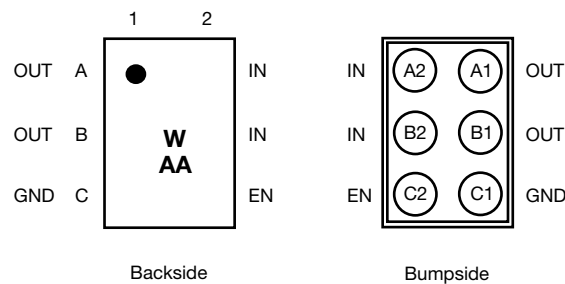 1 2
OUT A IN IN A2 A1 OUT
OUT B W IN IN B2 B1 OUT
AA
GND C EN EN C2 C1 GND
Backside Bumpside